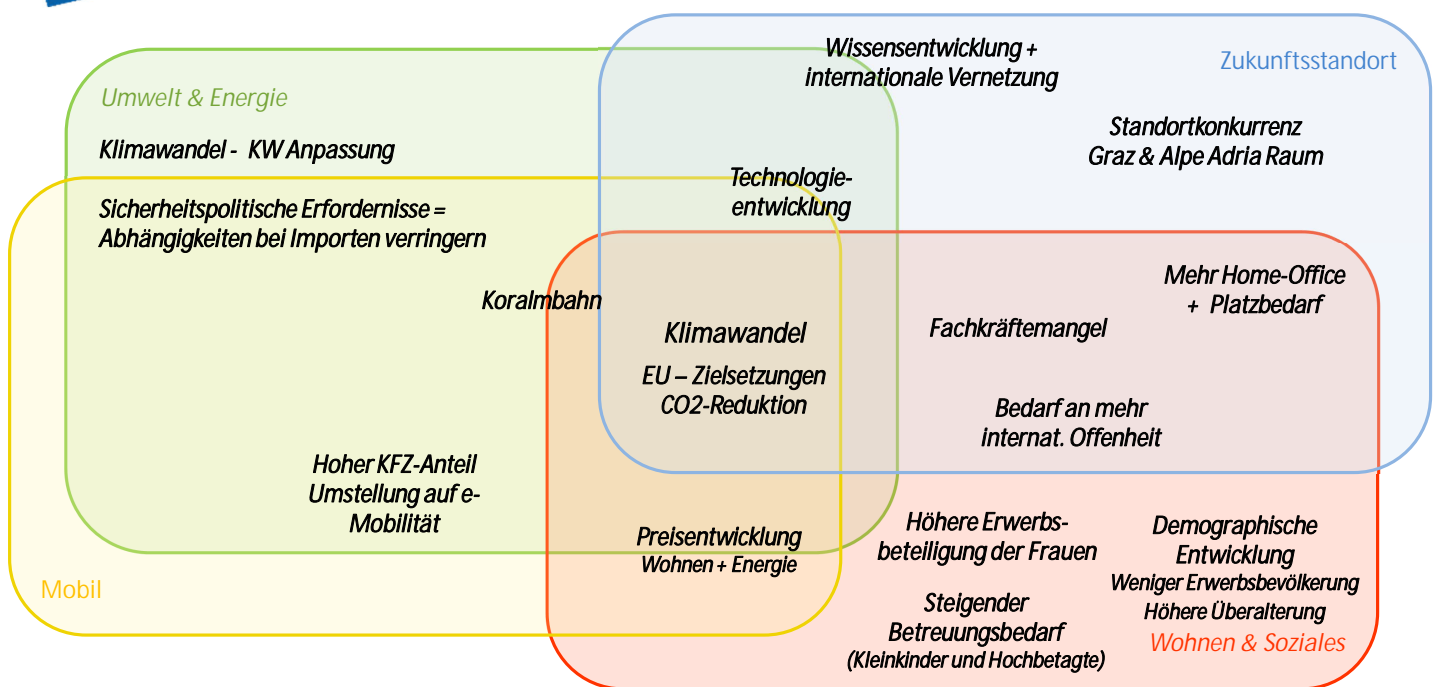 Wissensentwicklung +
internationale Vernetzung
Zukunftsstandort
Umwelt & Energie
Standortkonkurrenz
Graz & Alpe Adria Raum
Klimawandel - KW Anpassung
Technologie-
entwicklung
Sicherheitspolitische Erfordernisse =
Abhängigkeiten bei Importen verringern
Mehr Home-Office
+ Platzbedarf
Koralmbahn
Klimawandel
Fachkräftemangel
EU – Zielsetzungen
CO2-Reduktion
Bedarf an mehr
internat. Offenheit
Hoher KFZ-Anteil
Umstellung auf e-
Mobilität
Preisentwicklung
Wohnen + Energie
Höhere Erwerbs-
beteiligung der Frauen
Demographische
Entwicklung
Weniger Erwerbsbevölkerung
Höhere Überalterung
Mobil
Steigender
Betreuungsbedarf
(Kleinkinder und Hochbetagte)
Wohnen & Soziales